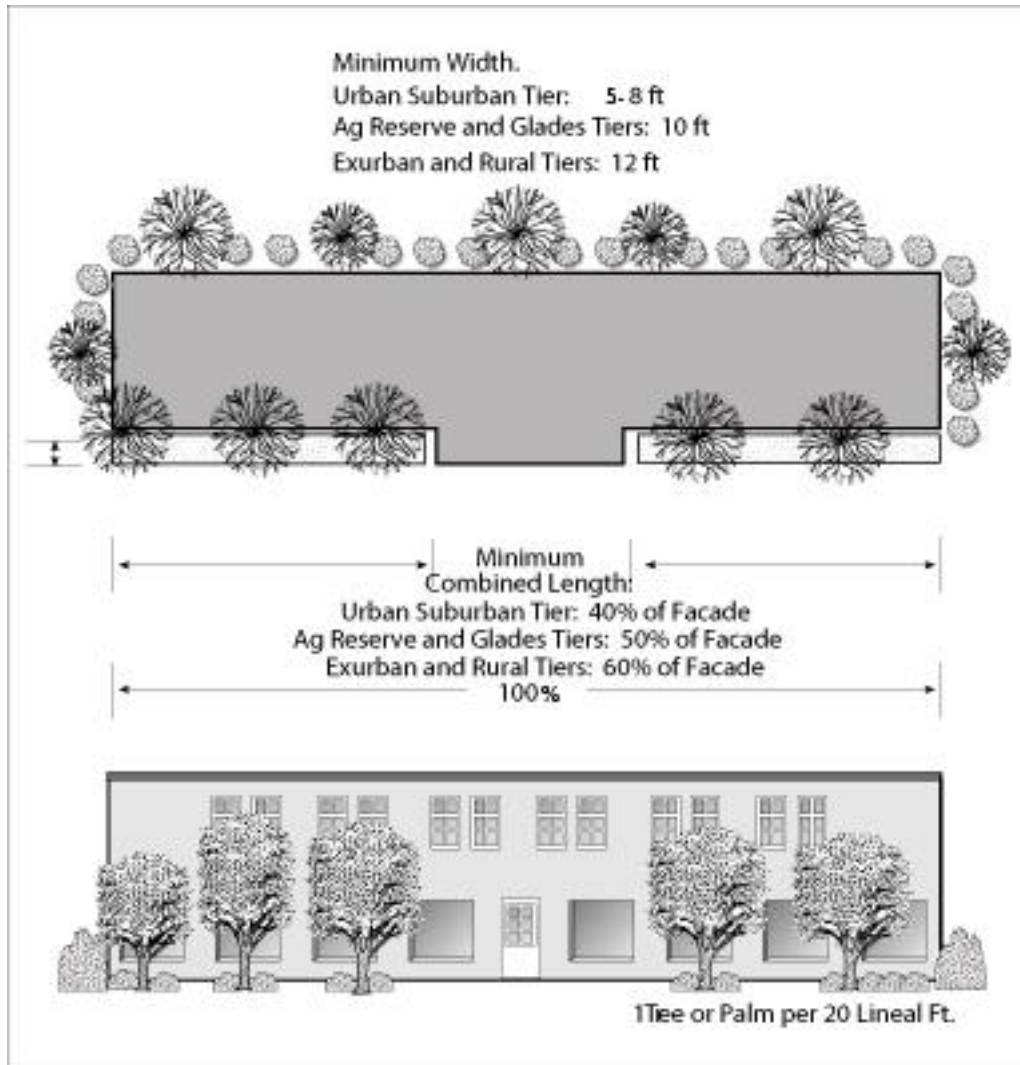 Minimum Width.
Urban Suburban Tier: 5-8 ft
Ag Reserve and Glades Tiers: 10 ft
Exurban and Rural Tiers: 12 ft
Minimum
Combined Length:
Urban Suburban Tier: 40% of Facade
Ag Reserve and Glades Tiers: 50% of Facade
Exurban and Rural Tiers: 60% of Facade
100%
1Tiee or Palm per 20 Lineal Ft.